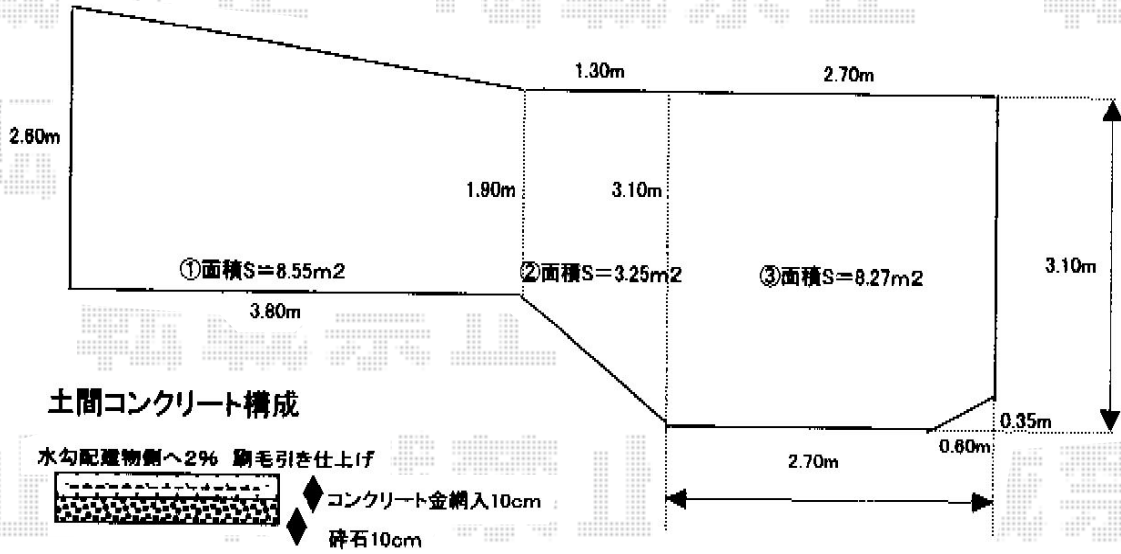 1.30m
2.70m
2.60m
1.90m
3.10m
3.10m
①面積S=8.55m2
②面積S=3.25m2
③面積S=8.27m2
3.80m
0.35m
0.60m
2.70m
土間コンクリート構成
水勾配建物側へ2% 刷毛引き仕上げ
コンクリート金網入10cm
砕石10cm